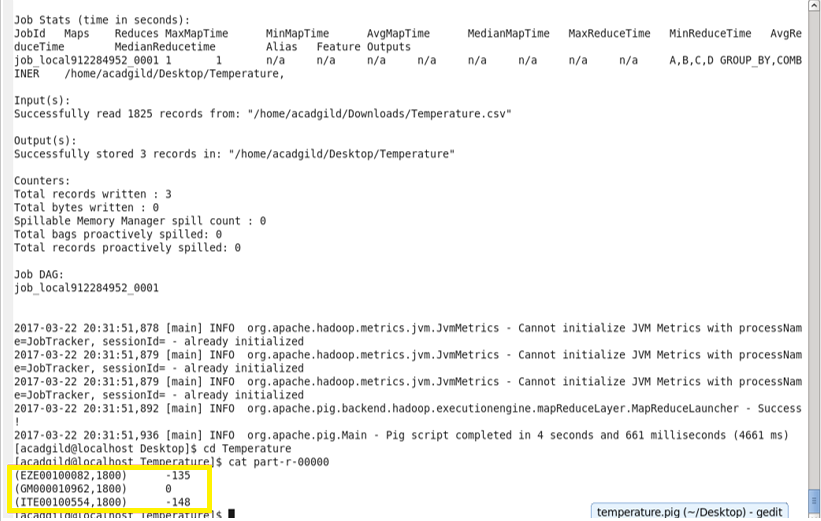 Job Stats (time in seconds):
JobId Maps Reduces MaxMapTime MinMapTime AvgMapTime MedianMapTime MaxReduceTime MinReduceTime AvgRe
duceTime MedianReducetime Alias Feature Outputs
job_local912284952_0001 1 1 n/a n/a n/a n/a n/a n/a n/a n/a A,B,C,D GROUP_BY,COMB
INER /home/acadgild/Desktop/Temperature,
Input(s):
Successfully read 1825 records from: "/home/acadgild/Downloads/Temperature.csv"
Output(s):
Successfully stored 3 records in: "/home/acadgild/Desktop/Temperature"
Counters:
Total records written : 3
Total bytes written : 0
Spillable Memory Manager spill count : 0
Total bags proactively spilled: 0
Total records proactively spilled: 0
Job DAG:
job_local912284952_0001
2017-03-22 20:31:51,878 [main] INFO org.apache.hadoop.metrics.jvm.JvmMetrics - Cannot initialize JVM Metrics with processNam
e=JobTracker, sessionId= - already initialized
2017-03-22 20:31:51,879 [main] INFO org.apache.hadoop.metrics.jvm.JvmMetrics - Cannot initialize JVM Metrics with processNam
e=JobTracker, sessionId= - already initialized
2017-03-22 20:31:51,879 [main] INFO org.apache.hadoop.metrics.jvm.JvmMetrics - Cannot initialize JVM Metrics with processNam
e=JobTracker, sessionId= - already initialized
2017-03-22 20:31:51,892 [main] INFO org.apache.pig.backend.hadoop.executionengine.mapReduceLayer.MapReduceLauncher - Success
!
2017-03-22 20:31:51,936 [main] INFO org.apache.pig.Main - Pig script completed in 4 seconds and 661 milliseconds (4661 ms)
[acadgild@localhost Desktop]$ cd Temperature
[acadgild@localhost Temperature]$ cat part-r-00000
(EZE00100082,1800) -135
(GM000010962,1800) 0
(ITE00100554,1800) -148
[acadgild@localhost Temperature]$
temperature.pig (~/Desktop) - gedit